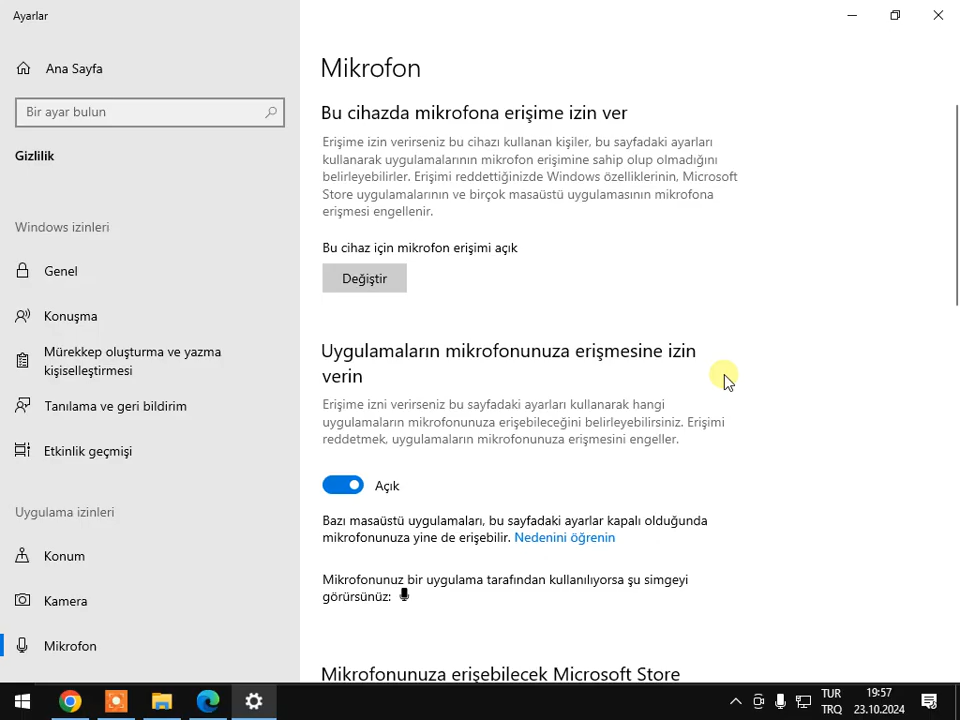 Ayarlar
Ana Sayfa
Bir ayar bulun
Gizlilik
Windows izinleri
Genel
Konuşma
Mürekkep oluşturma ve yazma
kişiselleştirmesi
Tanılama ve geri bildirim
Etkinlik geçmişi
Uygulama izinleri
Konum
Kamera
Mikrofon
Mikrofon
Bu cihazda mikrofona erişime izin ver
Erişime izin verirseniz bu cihazı kullanan kişiler, bu sayfadaki ayarları
kullanarak uygulamalarının mikrofon erişimine sahip olup olmadığını
belirleyebilirler. Erişimi reddettiğinizde Windows özelliklerinin, Microsoft
Store uygulamalarının ve birçok masaüstü uygulamasının mikrofona
erişmesi engellenir.
Bu cihaz için mikrofon erişimi açık
Değiştir
Uygulamaların mikrofonunuza erişmesine izin
verin
Erişime izni verirseniz bu sayfadaki ayarları kullanarak hangi
uygulamaların mikrofonunuza erişebileceğini belirleyebilirsiniz. Erişimi
reddetmek, uygulamaların mikrofonunuza erişmesini engeller.
Açık
Bazı masaüstü uygulamaları, bu sayfadaki ayarlar kapalı olduğunda
mikrofonunuza yine de erişebilir. Nedenini öğrenin
Mikrofonunuz bir uygulama tarafından kullanılıyorsa şu simgeyi
görürsünüz:
Mikrofonunuza erişebilecek Microsoft Store
TUR
TRQ
19:57
23.10.2024